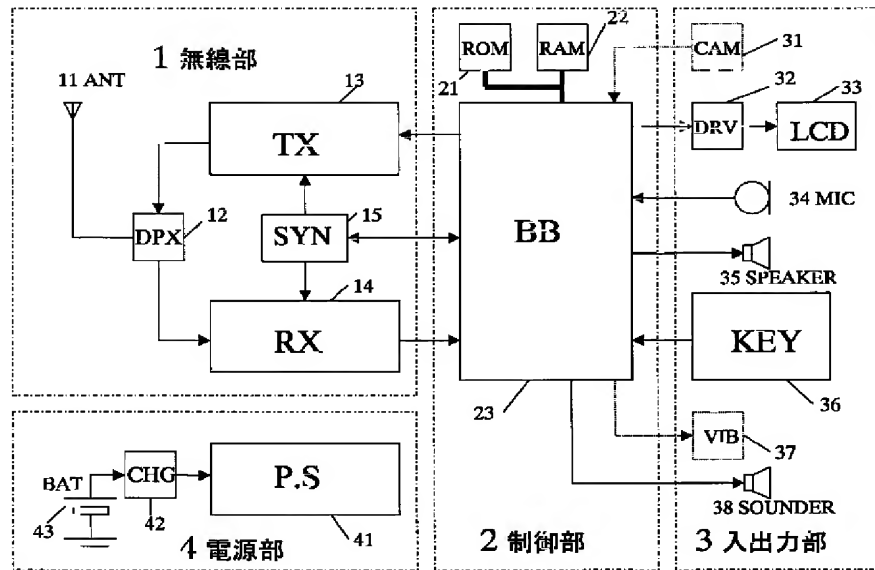 1 無線部
11 ANT
13
TX
12
DPX
15
SYN
14
RX
BAT
43
CHG
42
P.S
41
4 電源部
ROM
21
RAM
22
BB
23
2 制御部
CAM
31
32
DRV
33
LCD
34 MIC
35 SPEAKER
KEY
36
VIB
37
38 SOUNDER
3 入出力部